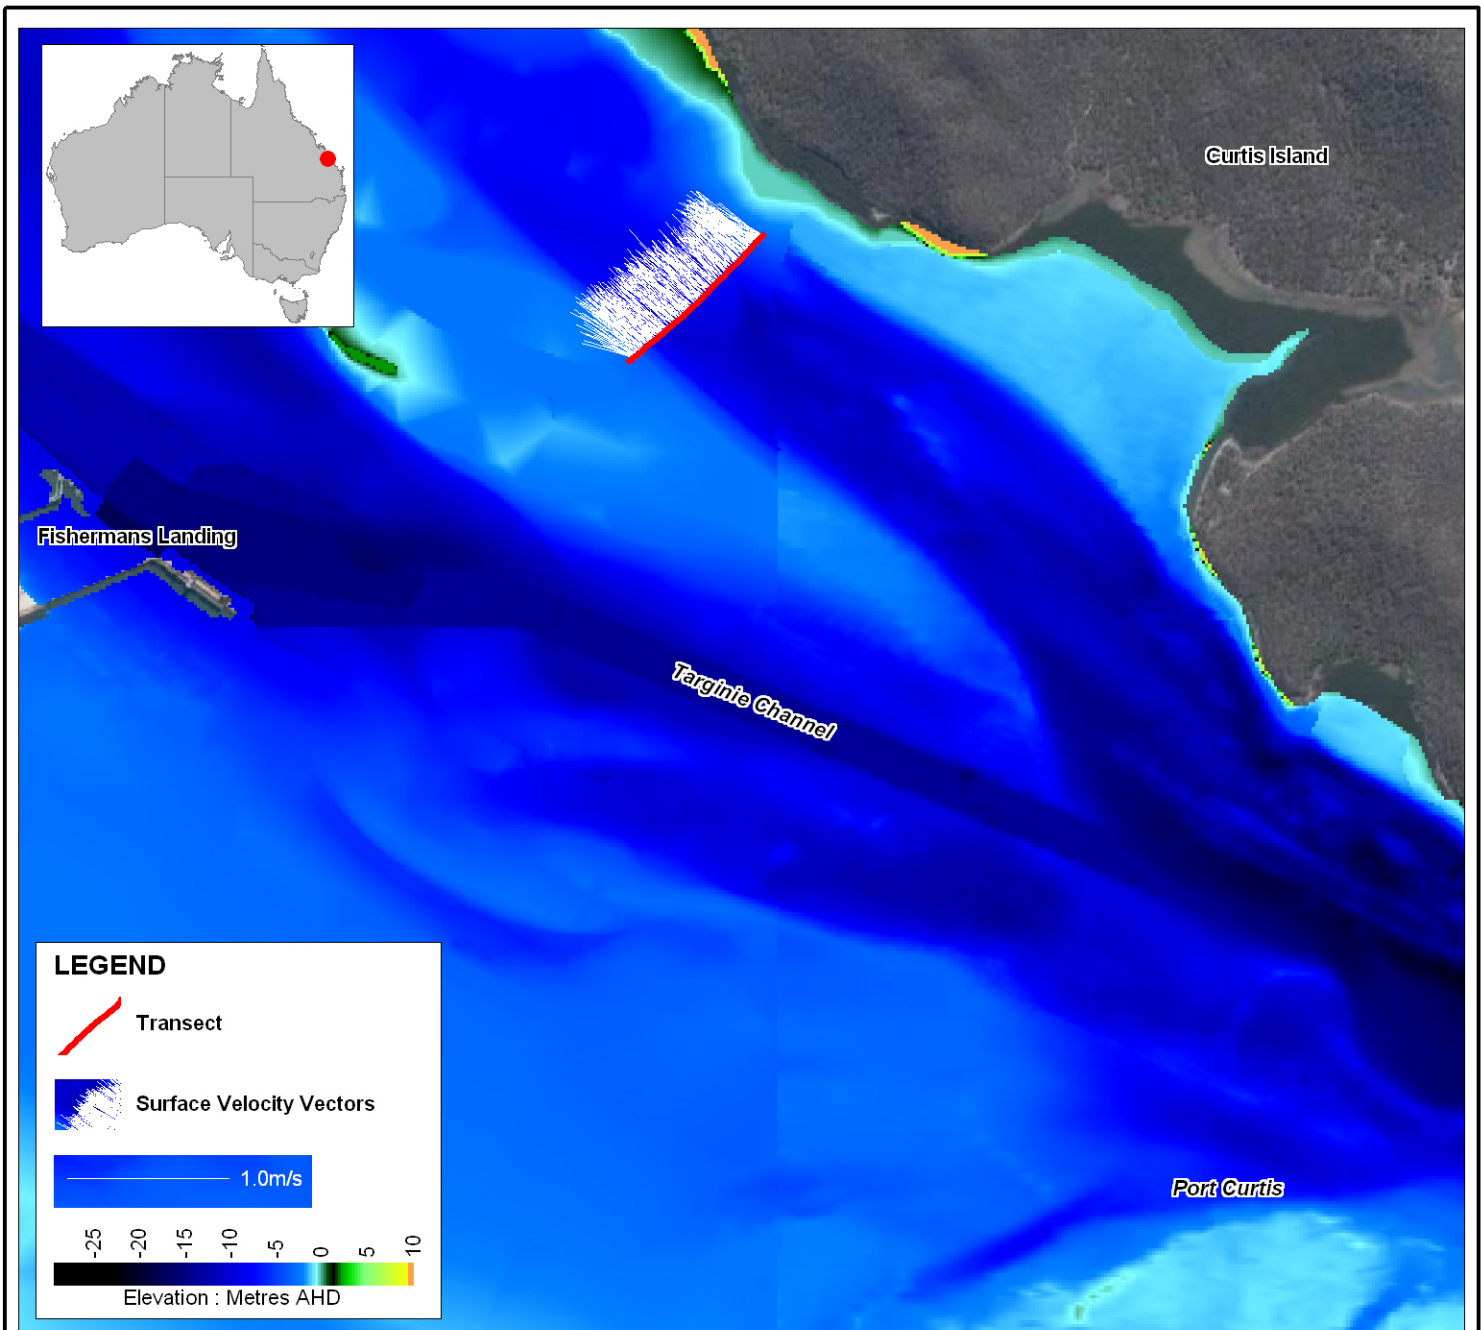 Curtis Island
Fishermans Landing
Targinie Channel
Port Curtis
LEGEND
Transect
Surface Velocity Vectors
1.0m/s
-25 -20 -15 -10 -5 0 5 10
Elevation : Metres AHD